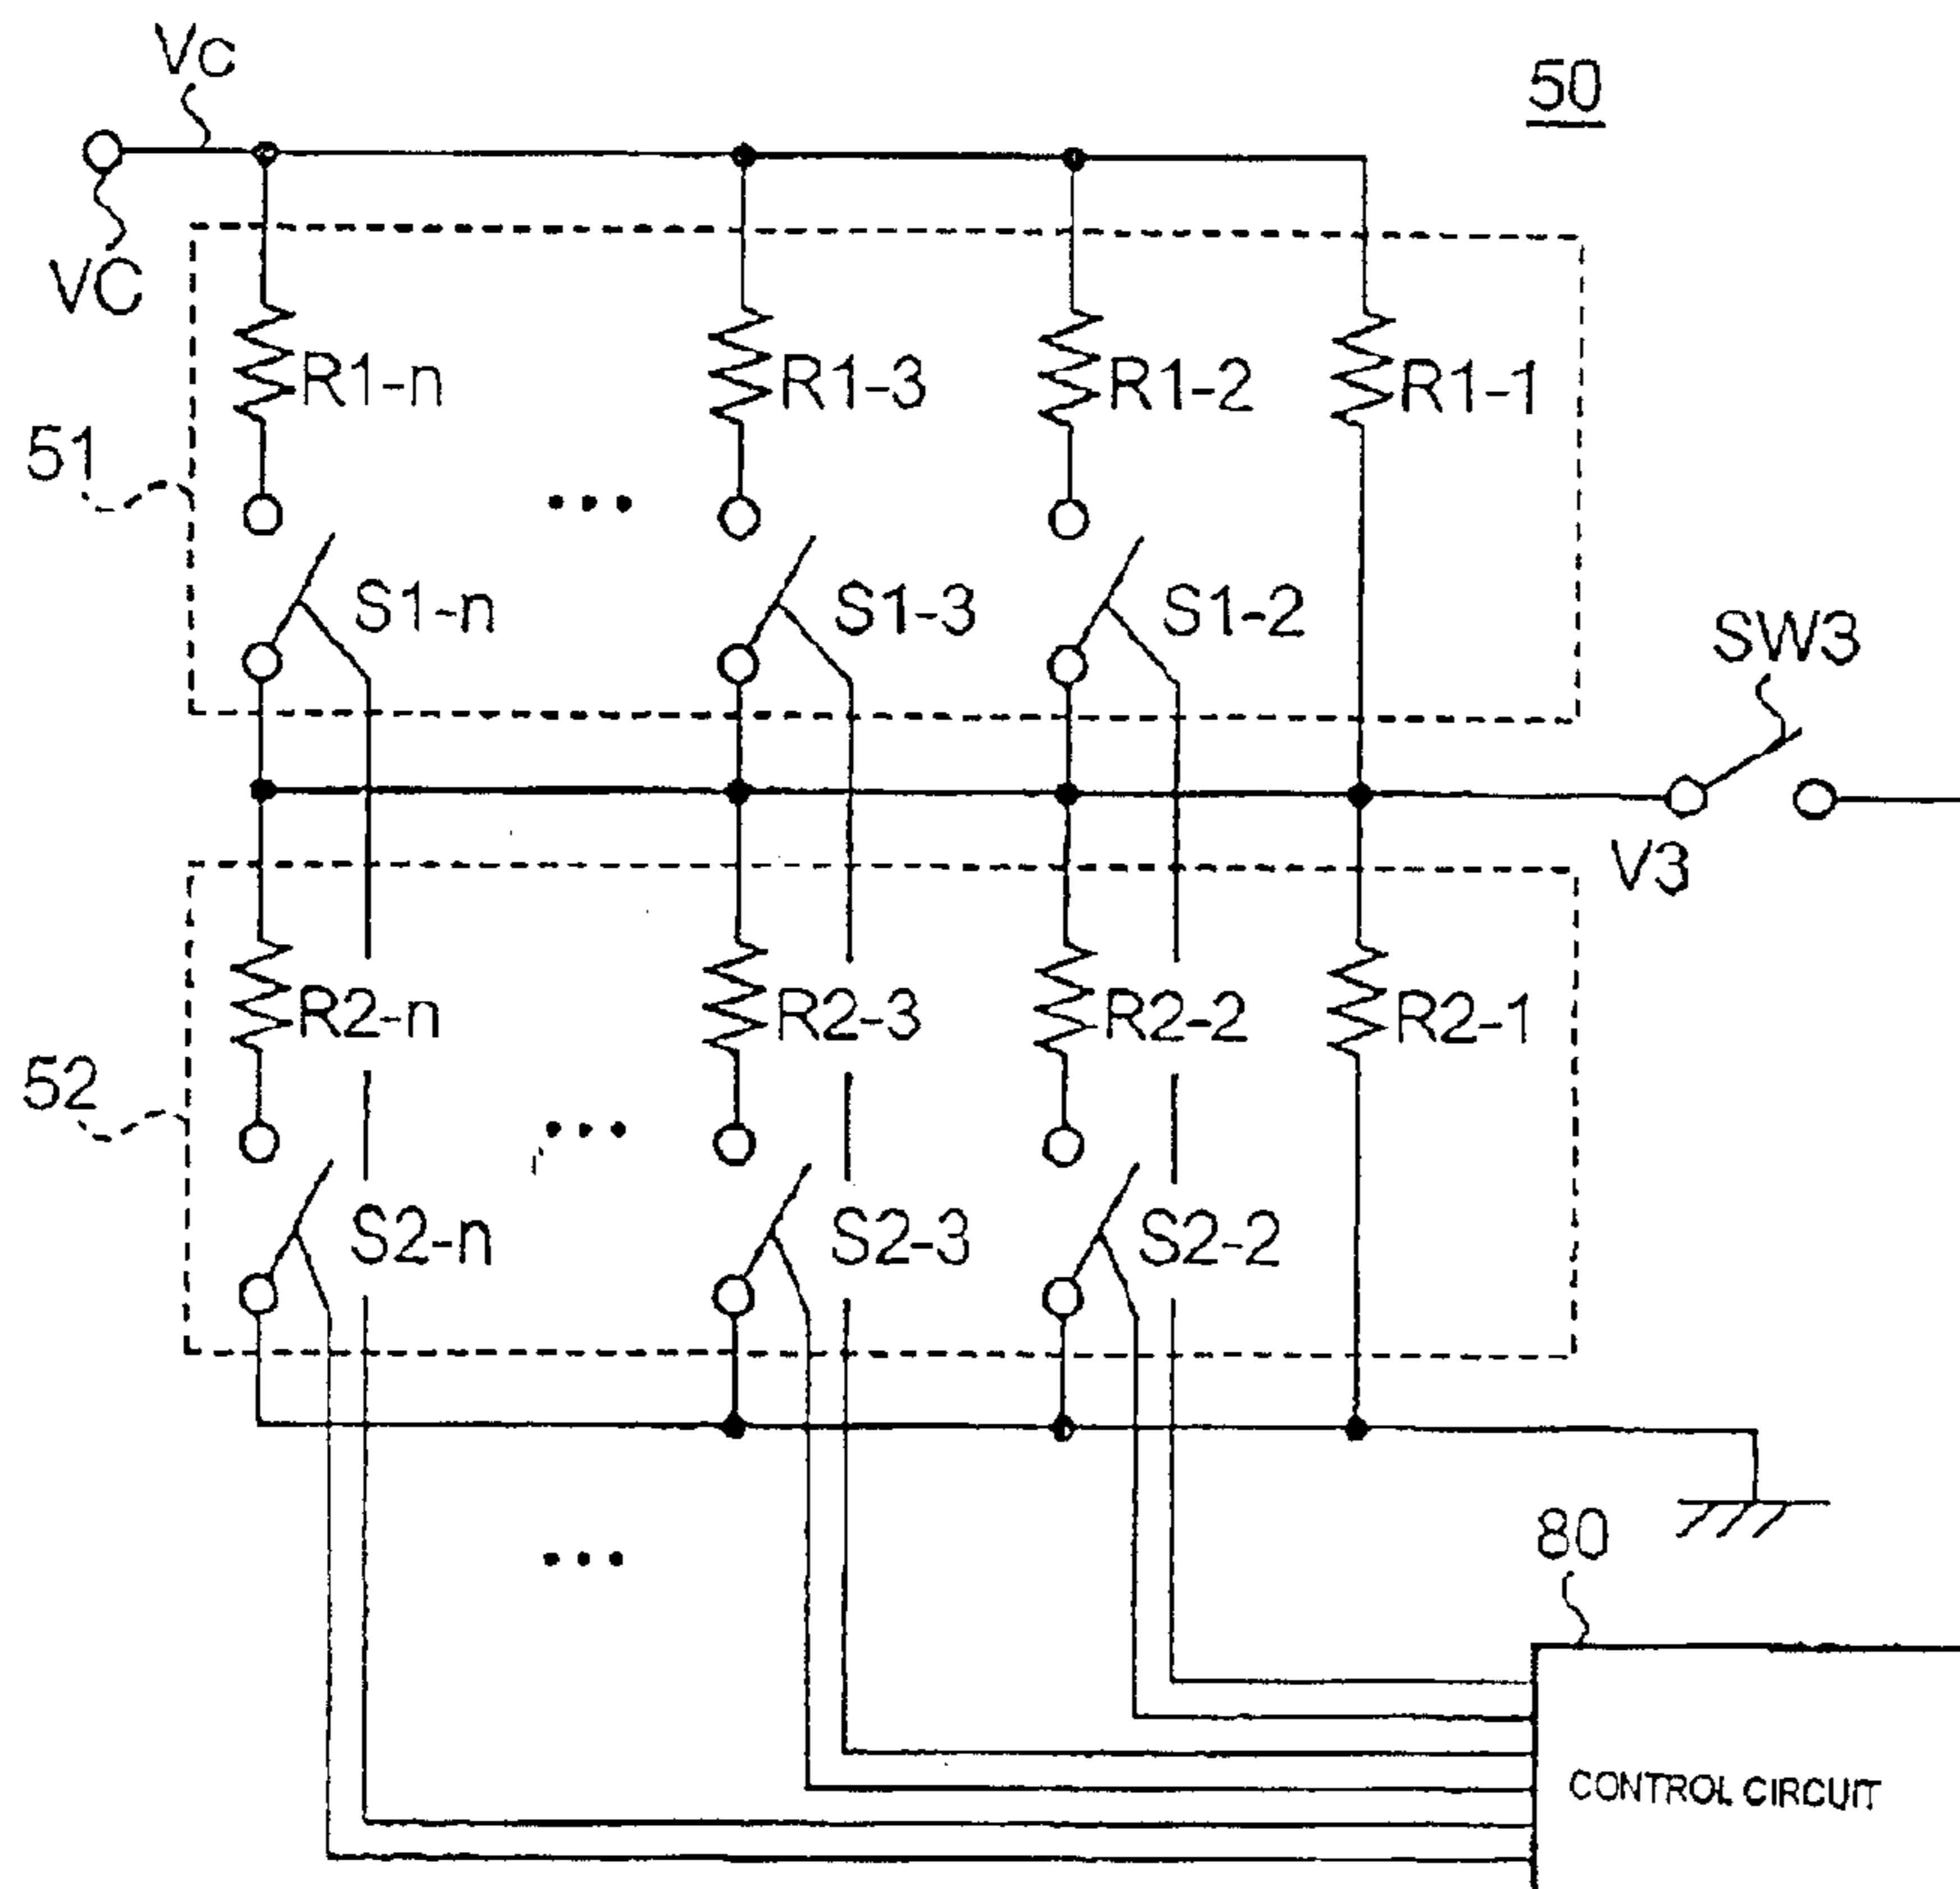 VC
50
VC
R1-n
R1-3
R1-2
R1-1
51
...
S1-n
S1-3
S1-2
SW3
V3
R2-n
R2-3
R2-2
R2-1
52
...
S2-n
S2-3
S2-2
80
...
CONTROL CIRCUIT